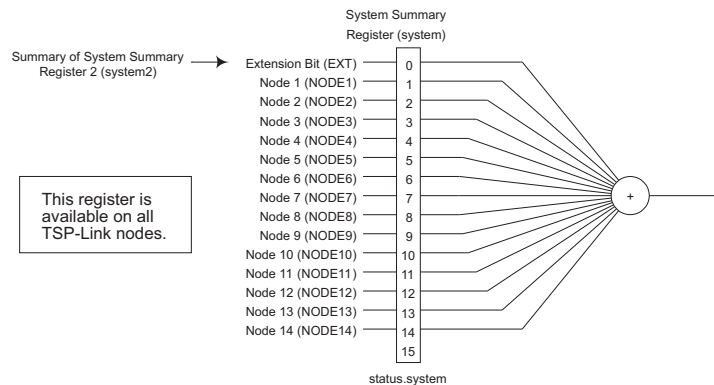 System Summary
Register (system)
Summary of System Summary
Register 2 (system2)
Extension Bit (EXT)
0
Node 1 (NODE1)
1
Node 2 (NODE2)
2
Node 3 (NODE3)
3
Node 4 (NODE4)
4
Node 5 (NODE5)
5
Node 6 (NODE6)
6
Node 7 (NODE7)
7
Node 8 (NODE8)
8
Node 9 (NODE9)
9
Node 10 (NODE10)
10
Node 11 (NODE11)
11
Node 12 (NODE12)
12
Node 13 (NODE13)
13
Node 14 (NODE14)
14
15
+
This register is
available on all
TSP-Link nodes.
status.system